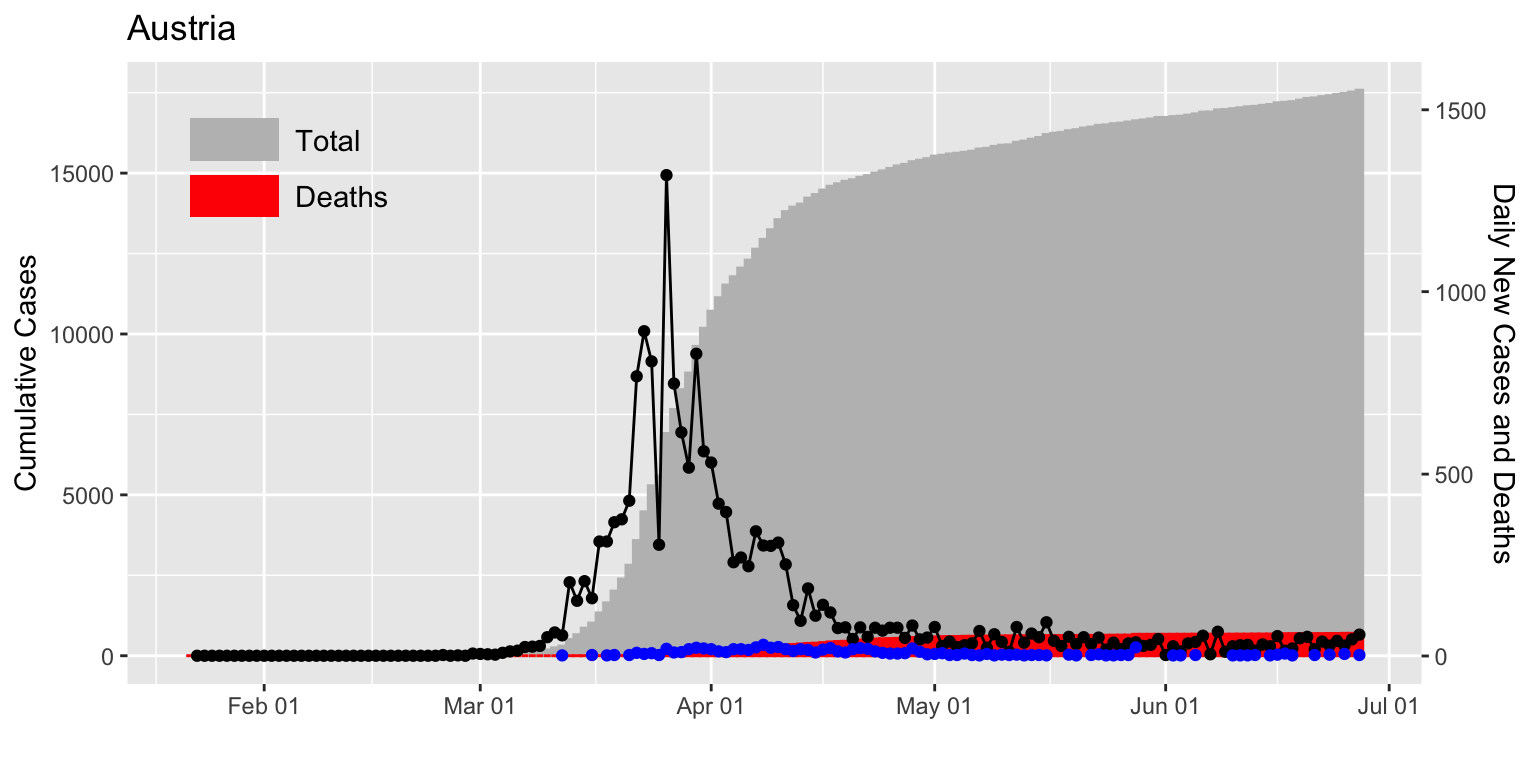 Austria
Total
Deaths
Cumulative Cases
15000
10000
5000
0
1500
1000
500
0
Daily New Cases and Deaths
Feb 01
Mar 01
Apr 01
May 01
Jun 01
Jul 01